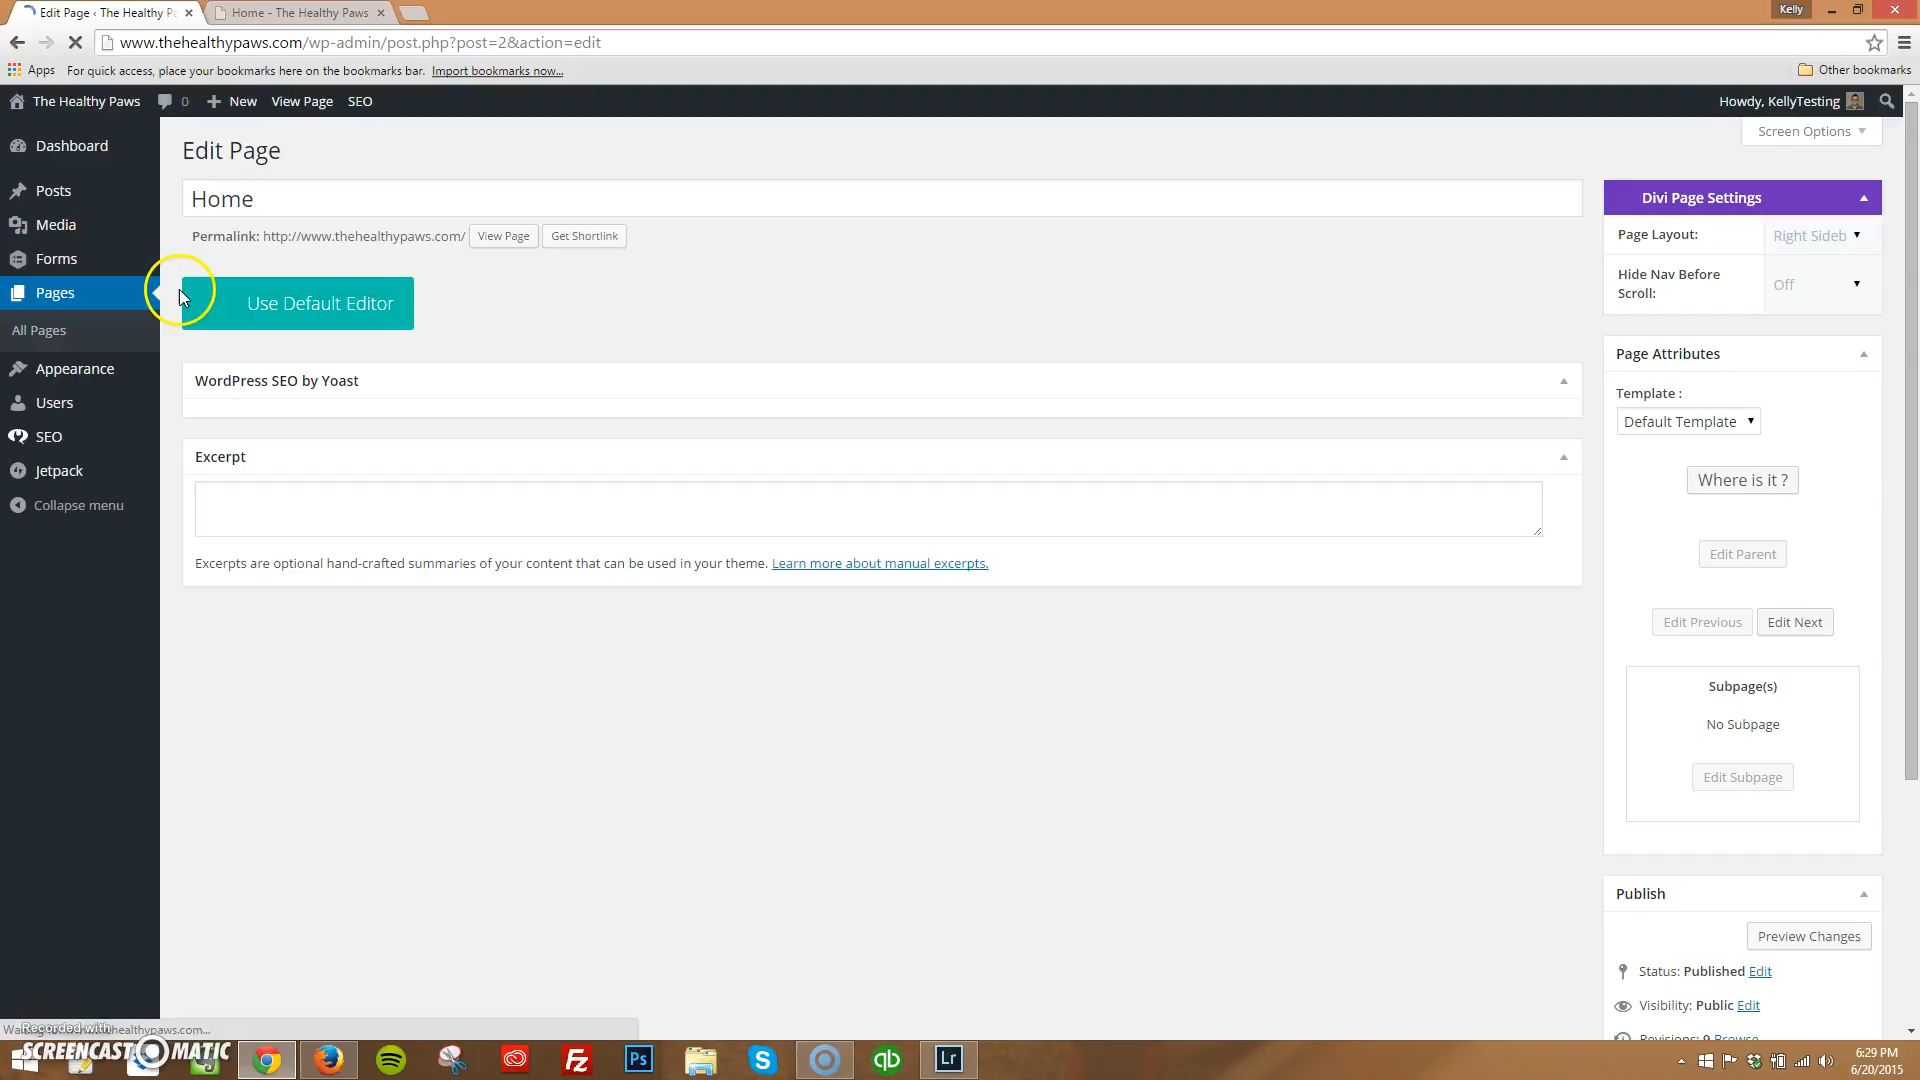 Edit Page ‹ The Healthy Pa
Home - The Healthy Paws
Kelly
www.thehealthypaws.com/wp-admin/post.php?post=2&action=edit
Apps For quick access, place your bookmarks here on the bookmarks bar. Import bookmarks now...
Other bookmarks
The Healthy Paws 0 New View Page SEO
Howdy, KellyTesting
Screen Options
Dashboard
Posts
Media
Forms
Pages
All Pages
Appearance
Users
SEO
Jetpack
Collapse menu
Edit Page
Home
Permalink: http://www.thehealthypaws.com/ View Page Get Shortlink
Use Default Editor
WordPress SEO by Yoast
Excerpt
Excerpts are optional hand-crafted summaries of your content that can be used in your theme. Learn more about manual excerpts.
Divi Page Settings
Page Layout: Right Sideb
Hide Nav Before
Scroll:
Off
Page Attributes
Template :
Default Template
Where is it ?
Edit Parent
Edit Previous Edit Next
Subpage(s)
No Subpage
Edit Subpage
Publish
Preview Changes
Status: Published Edit
Visibility: Public Edit
Revisions: 9 Browse
Recorded with
SCREENCAST MATIC
Fz
Ps
qb
Lr
6:29 PM
6/20/2015